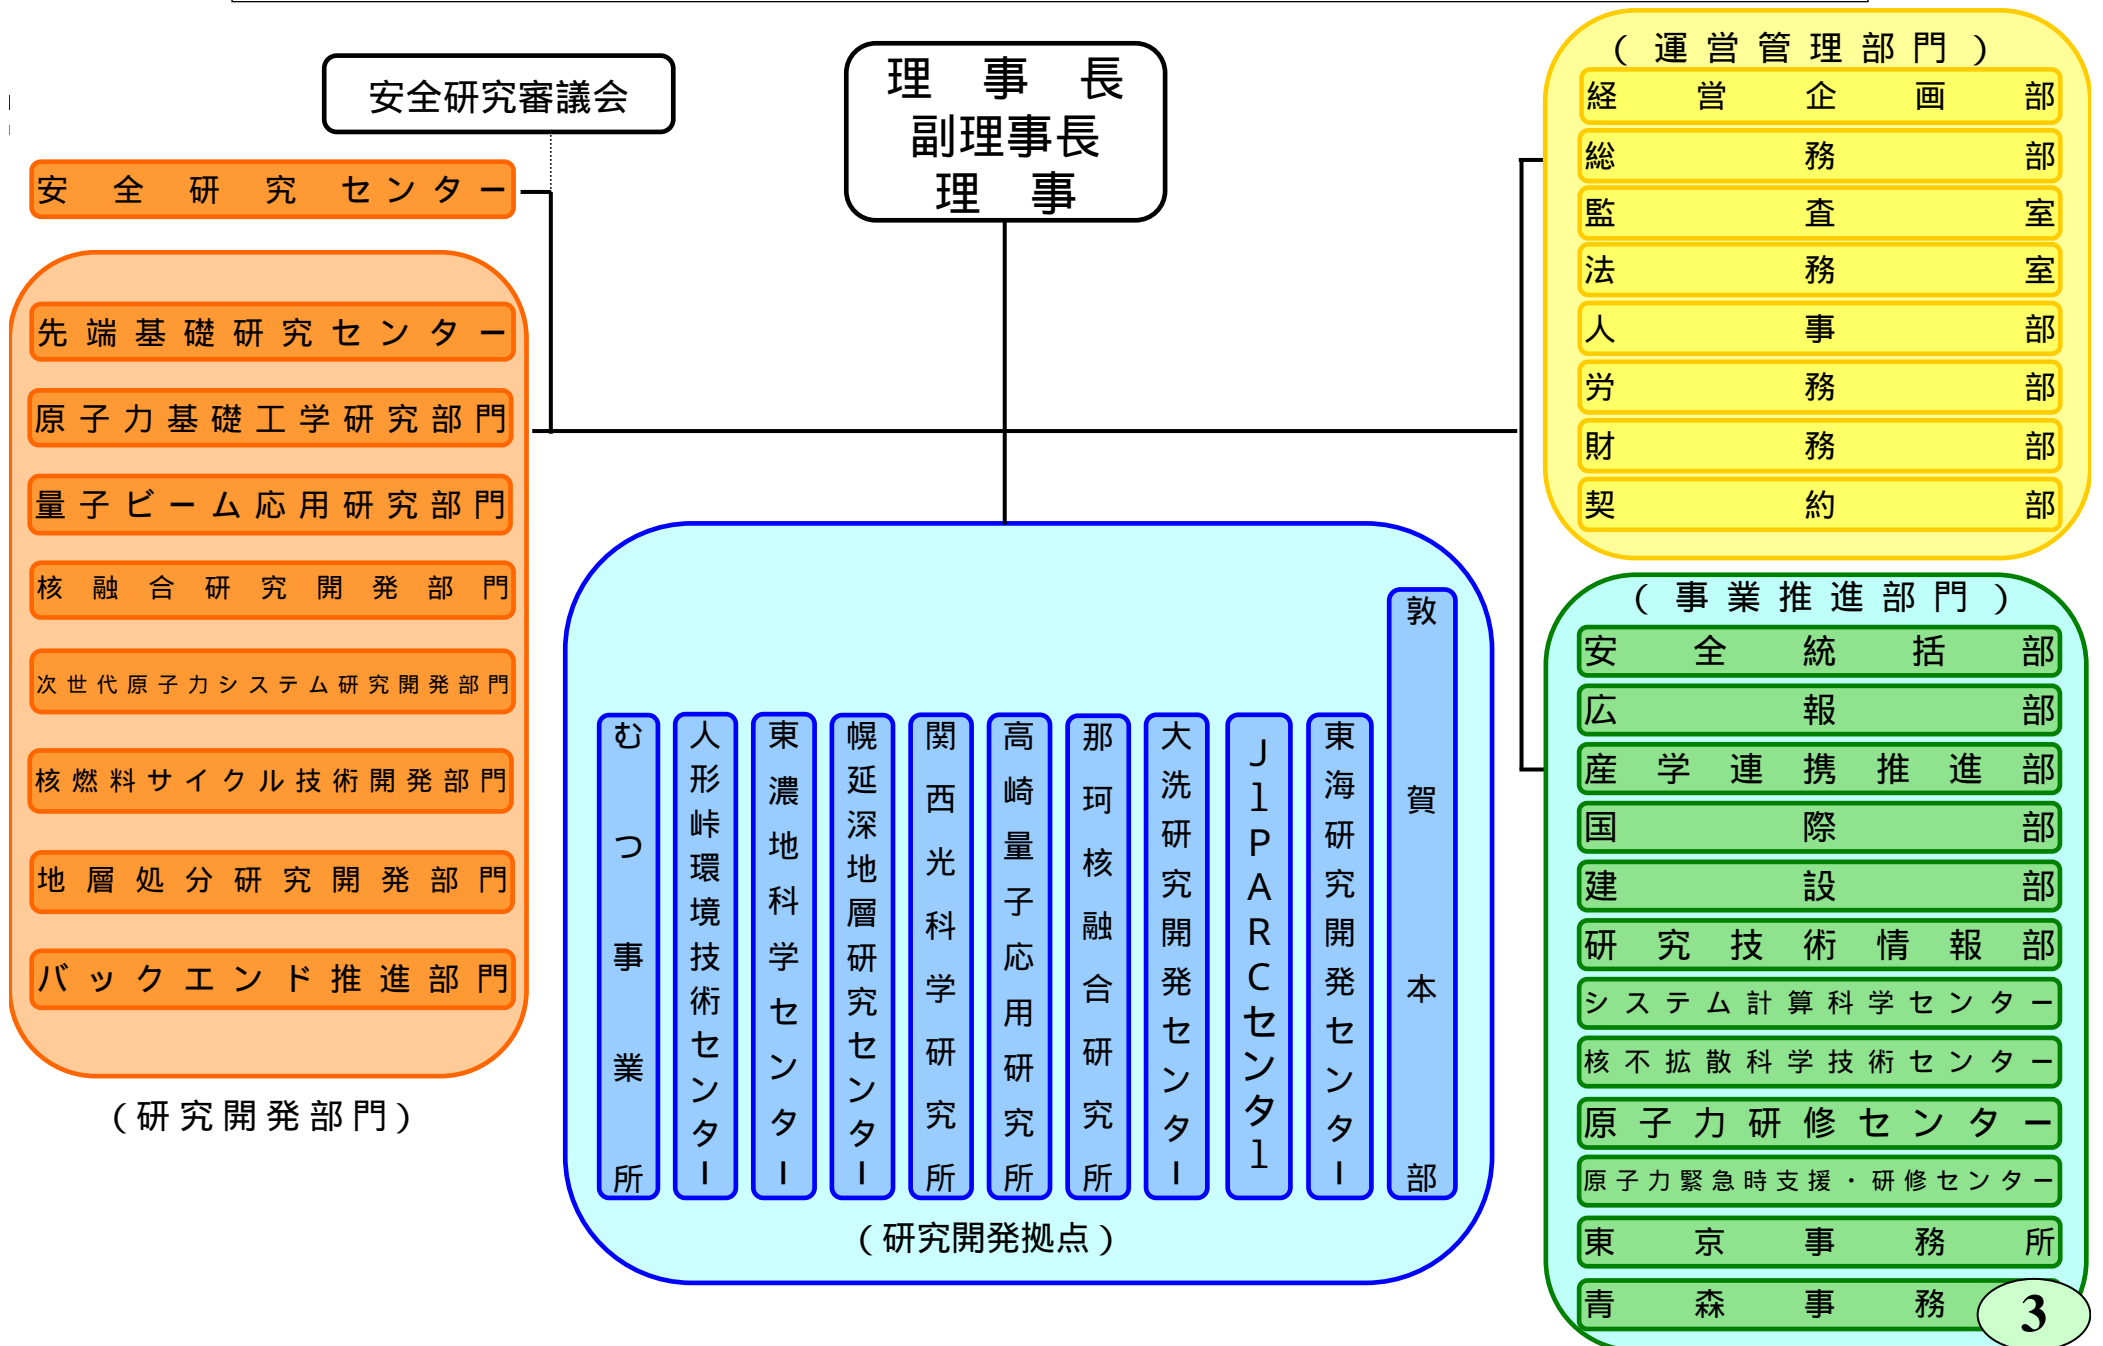 安全研究審議会
理事長
副理事長
理事
安全研究センター
先端基礎研究センター
原子力基礎工学研究部門
量子ビーム応用研究部門
核融合研究開発部門
次世代原子力システム研究開発部門
核燃料サイクル技術開発部門
地層処分研究開発部門
バックエンド推進部門
(研究開発部門)
むつ事業所
人形峠環境技術センター
東濃地科学センター
幌延深地層研究センター
関西光科学研究所
高崎量子応用研究所
那珂核融合研究所
大洗研究開発センター
J1PARCセンタ1
東海研究開発センター
敦賀本部
(研究開発拠点)
(運営管理部門)
経営企画部
総務部
監査室
法務室
人事部
労務部
財務部
契約部
(事業推進部門)
安全統括部
広報部
産学連携推進部
国際部
建設部
研究技術情報部
システム計算科学センター
核不拡散科学技術センター
原子力研修センター
原子力緊急時支援・研修センター
東京事務所
青森事務
3